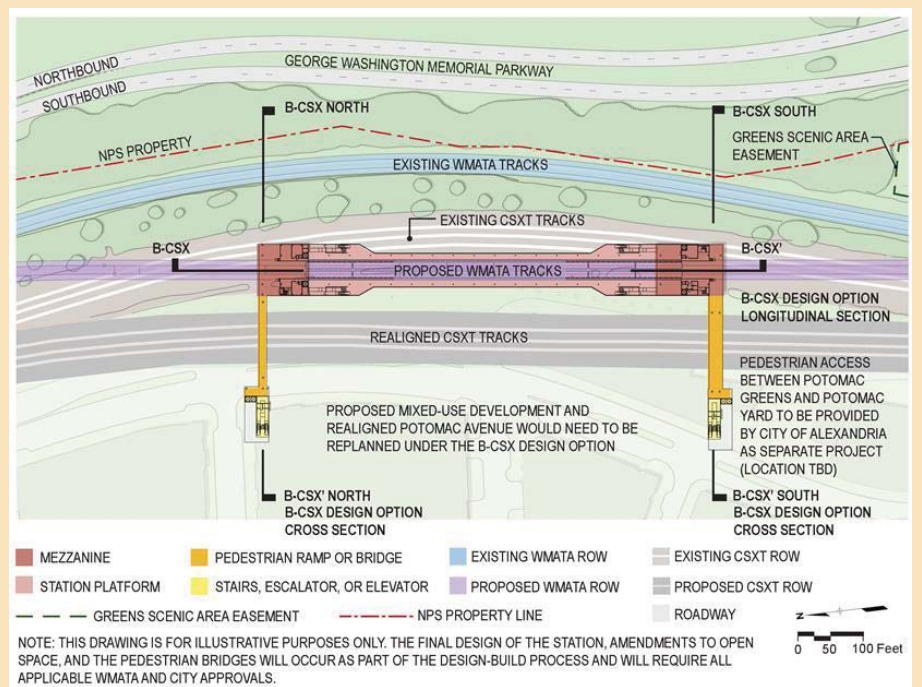 NORTHBOUND
SOUTHBOUND
GEORGE WASHINGTON MEMORIAL PARKWAY
B-CSX NORTH
B-CSX SOUTH
GREENS SCENIC AREA
EASEMENT
NPS PROPERTY
EXISTING WMATA TRACKS
EXISTING CSXT TRACKS
B-CSX
B-CSX'
PROPOSED WMATA TRACKS
B-CSX DESIGN OPTION
LONGITUDINAL SECTION
REALIGNED CSXT TRACKS
PEDESTRIAN ACCESS
BETWEEN POTOMAC
GREENS AND POTOMAC
YARD TO BE PROVIDED
BY CITY OF ALEXANDRIA
AS SEPARATE PROJECT
(LOCATION TBD)
PROPOSED MIXED-USE DEVELOPMENT AND
REALIGNED POTOMAC AVENUE WOULD NEED TO BE
REPLANNED UNDER THE B-CSX DESIGN OPTION
B-CSX' NORTH
B-CSX DESIGN OPTION
CROSS SECTION
B-CSX' SOUTH
B-CSX DESIGN OPTION
CROSS SECTION
MEZZANINE
PEDESTRIAN RAMP OR BRIDGE
EXISTING WMATA ROW
EXISTING CSXT ROW
STATION PLATFORM
STAIRS, ESCALATOR, OR ELEVATOR
PROPOSED WMATA ROW
PROPOSED CSXT ROW
GREENS SCENIC AREA EASEMENT
NPS PROPERTY LINE
ROADWAY
NOTE: THIS DRAWING IS FOR ILLUSTRATIVE PURPOSES ONLY. THE FINAL DESIGN OF THE STATION, AMENDMENTS TO OPEN
SPACE, AND THE PEDESTRIAN BRIDGES WILL OCCUR AS PART OF THE DESIGN-BUILD PROCESS AND WILL REQUIRE ALL
APPLICABLE WMATA AND CITY APPROVALS.
N
0 50 100 Feet